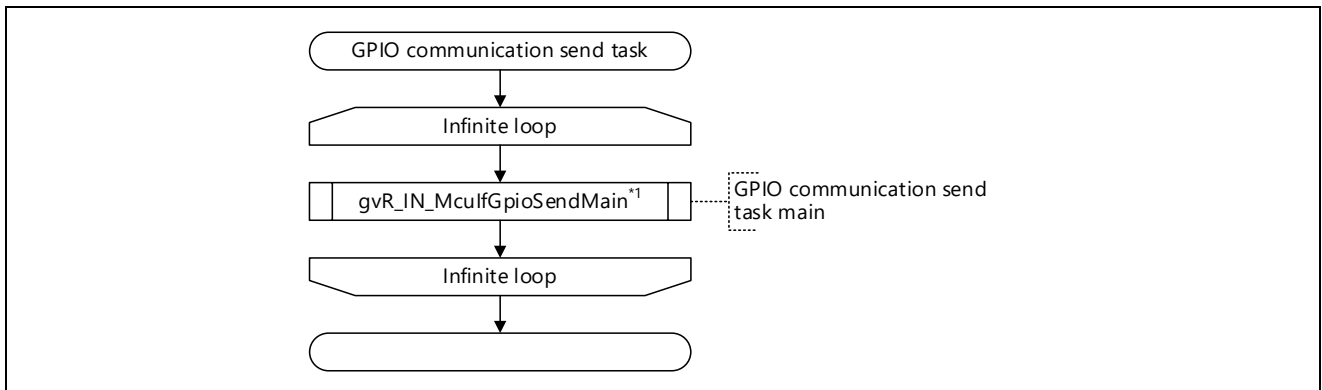 GPIO communication send task
Infinite loop
gvR_IN_McuIfGpioSendMain*1
GPIO communication send
task main
Infinite loop